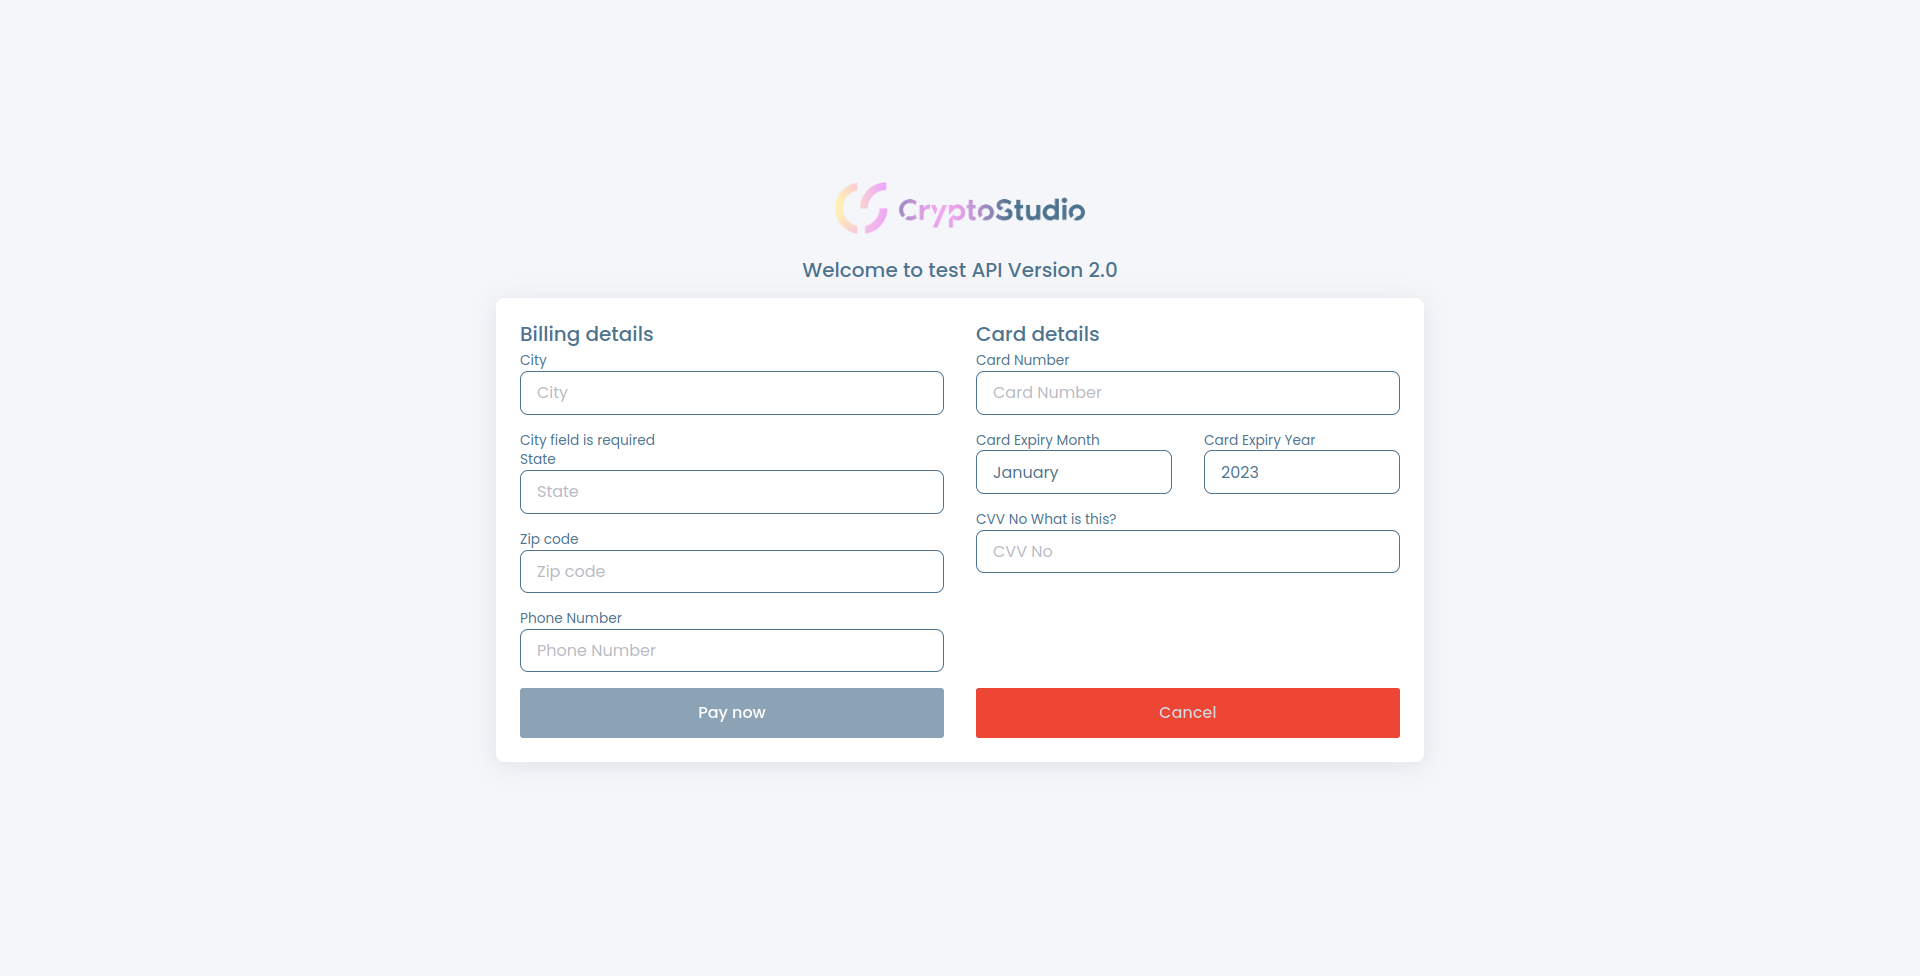 CryptoStudio
Welcome to test API Version 2.0
Billing details
City
City
City field is required
State
State
Zip code
Zip code
Phone Number
Phone Number
Pay now
Card details
Card Number
Card Number
Card Expiry Month
January
Card Expiry Year
2023
CVV No What is this?
CVV No
Cancel